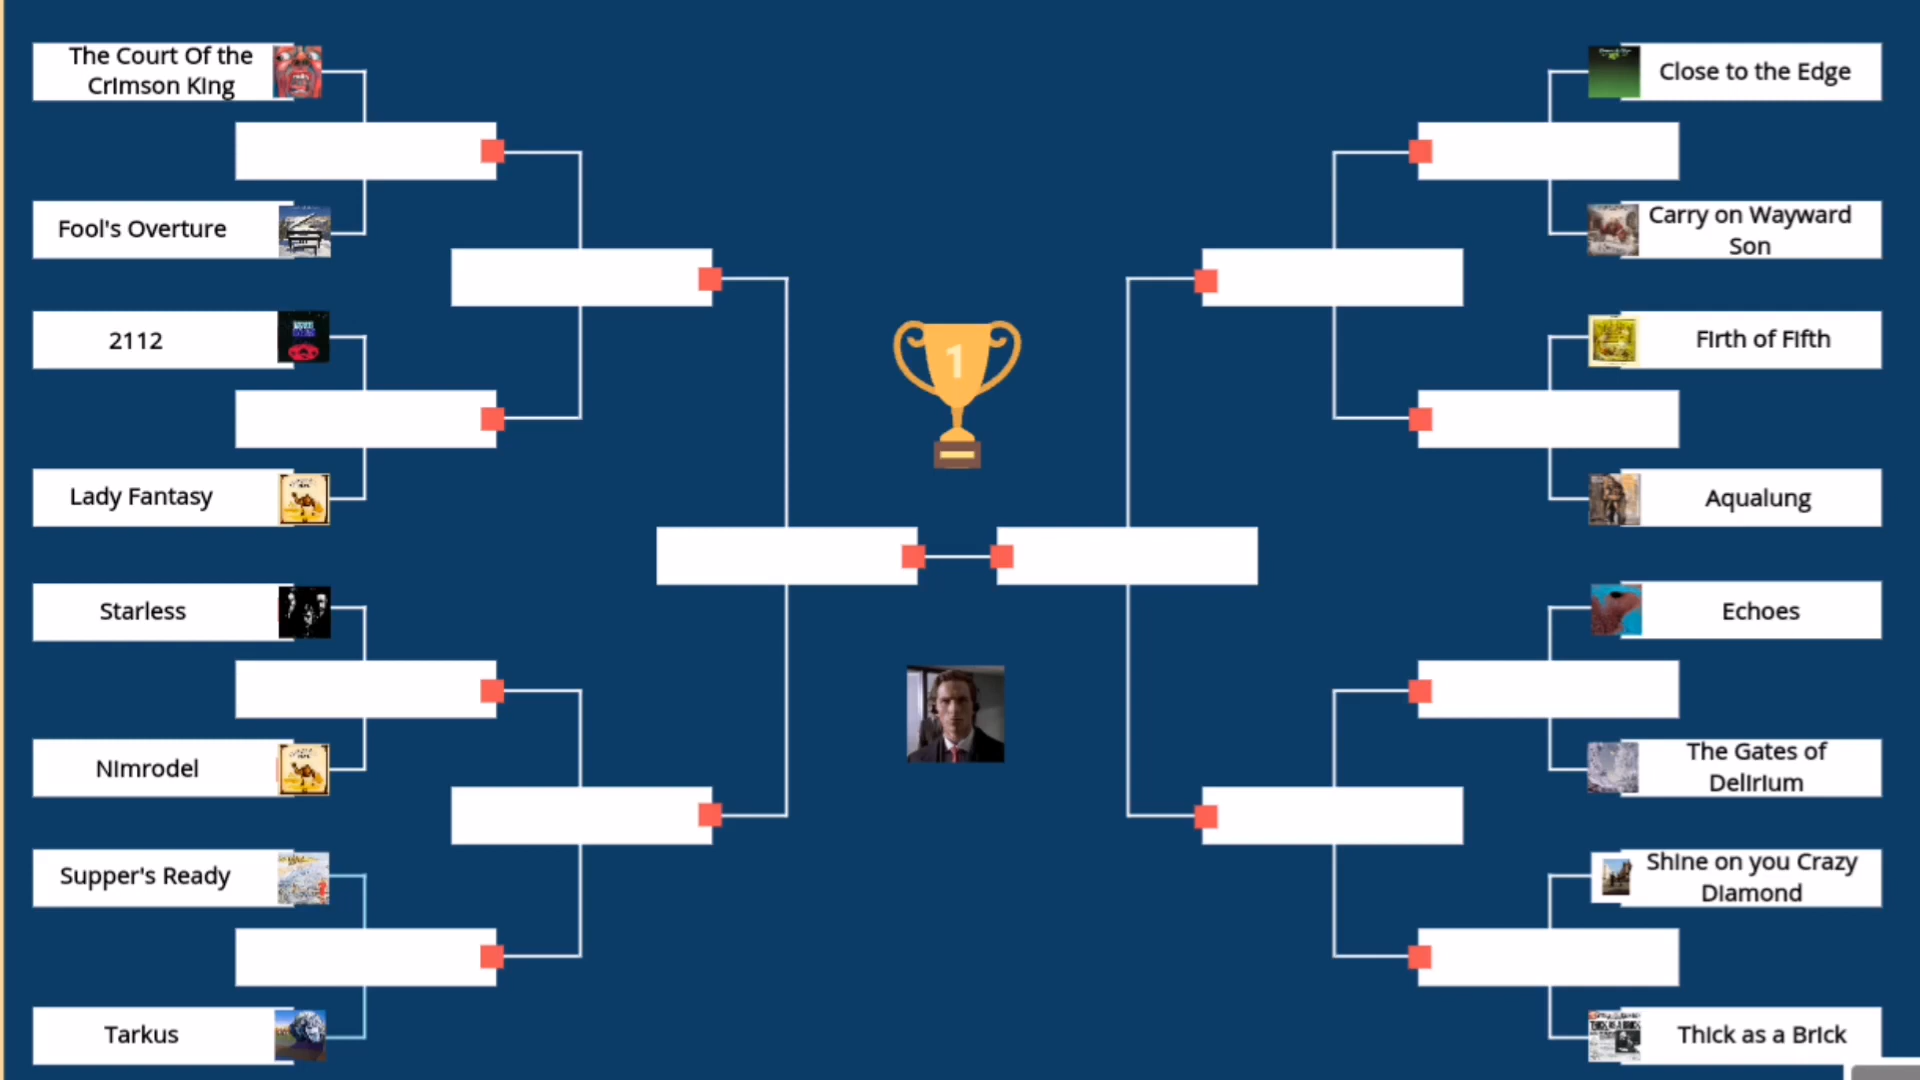 The Court Of the
Crimson King
Fool's Overture
2112
Lady Fantasy
Starless
Nimrodel
Supper's Ready
Tarkus
1
Close to the Edge
Carry on Wayward
Son
Firth of Fifth
Aqualung
Echoes
The Gates of
Delirium
Shine on you Crazy
Diamond
Thick as a Brick